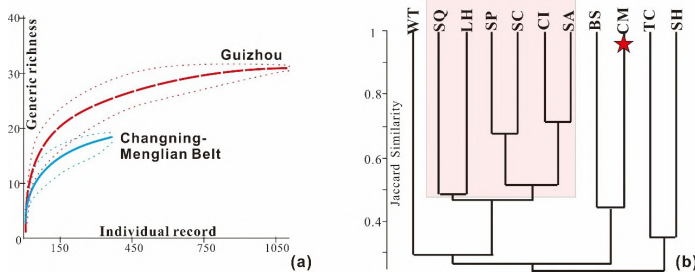 40
30
20
10
0
Generic richness
Guizhou
Changning-
Menglian Belt
Individual record
150
450
750
1050
(a)
WT
SQ
LH
SP
SC
CI
SA
BS
CM
TC
SH
1
0.8
0.6
0.4
Jaccard Similarity
(b)